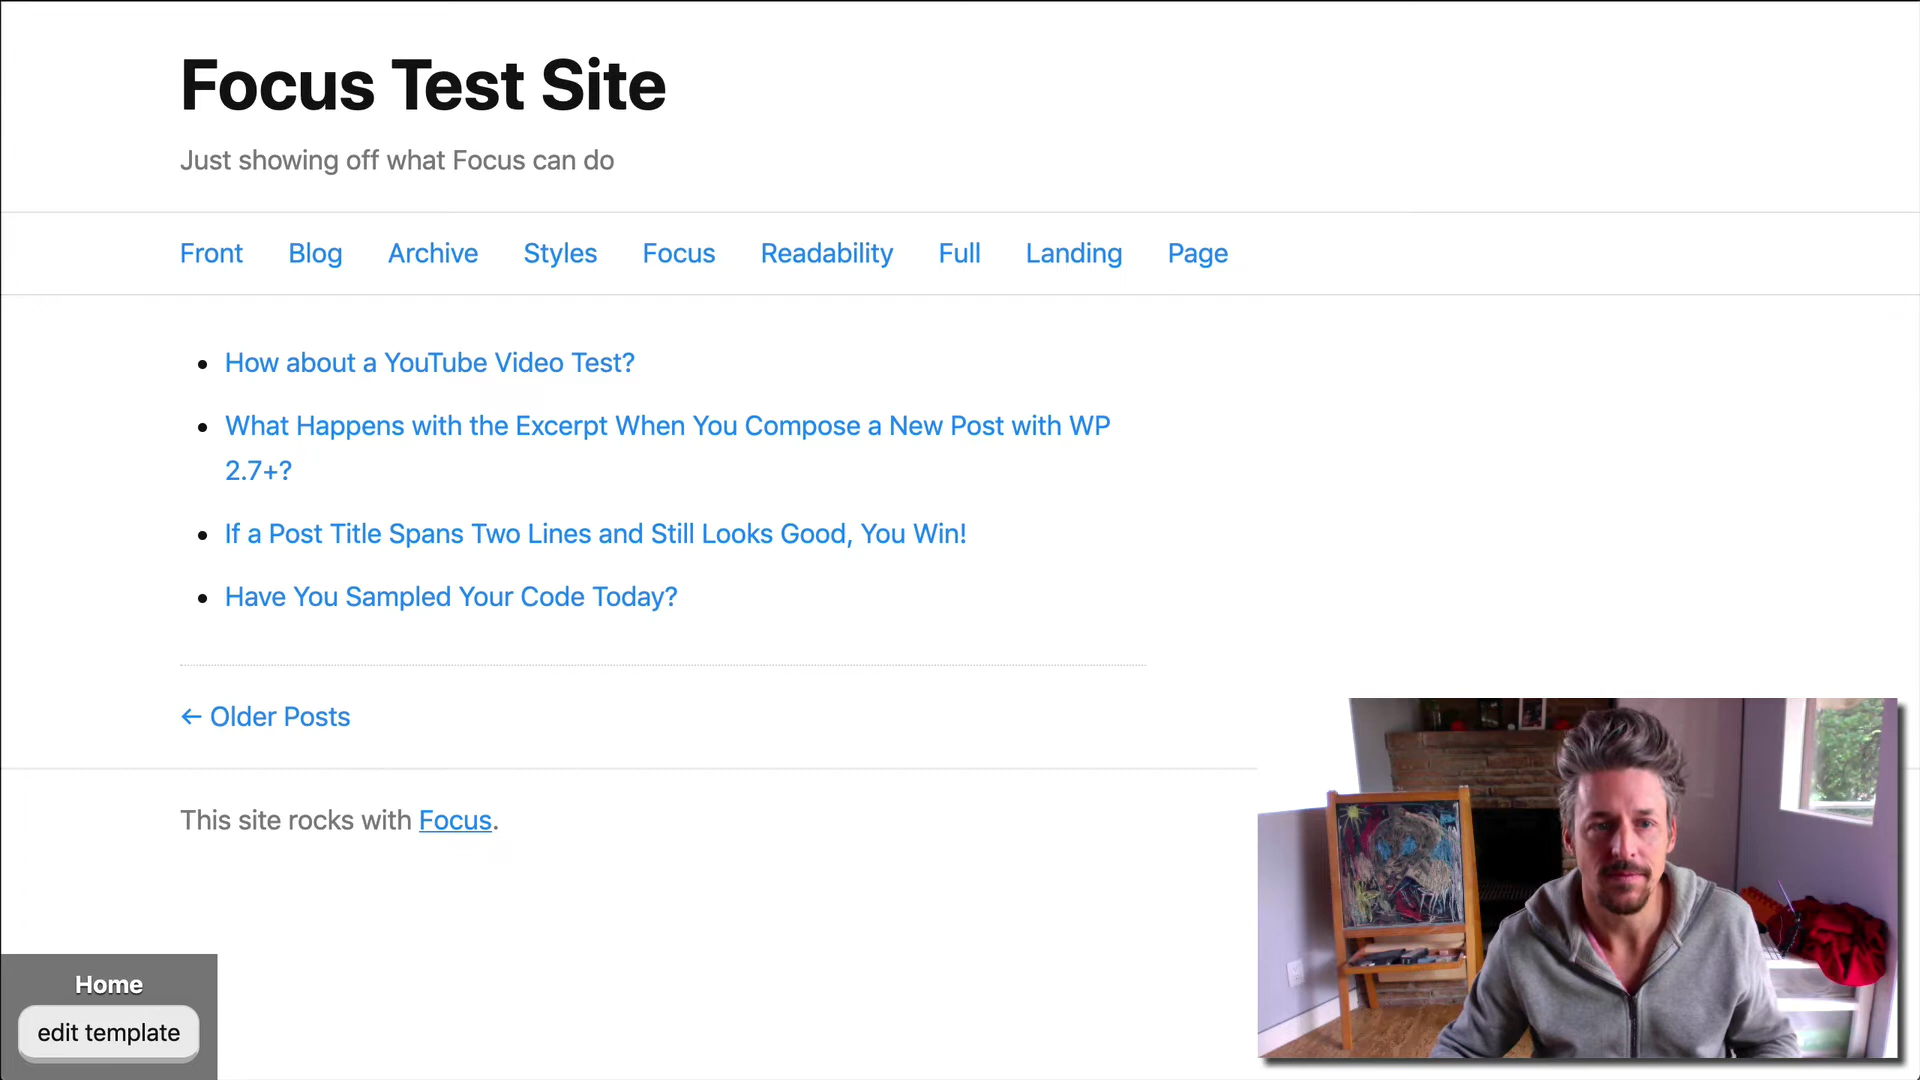 Focus Test Site
Just showing off what Focus can do
Front Blog Archive Styles Focus Readability Full Landing Page
How about a YouTube Video Test?
What Happens with the Excerpt When You Compose a New Post with WP
2.7+?
If a Post Title Spans Two Lines and Still Looks Good, You Win!
Have You Sampled Your Code Today?
← Older Posts
This site rocks with Focus.
Home
edit template